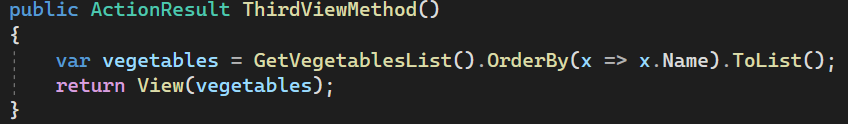 public ActionResult ThirdViewMethod()
{
var vegetables = GetVegetablesList().OrderBy(x => x.Name).ToList();
return View(vegetables);
}